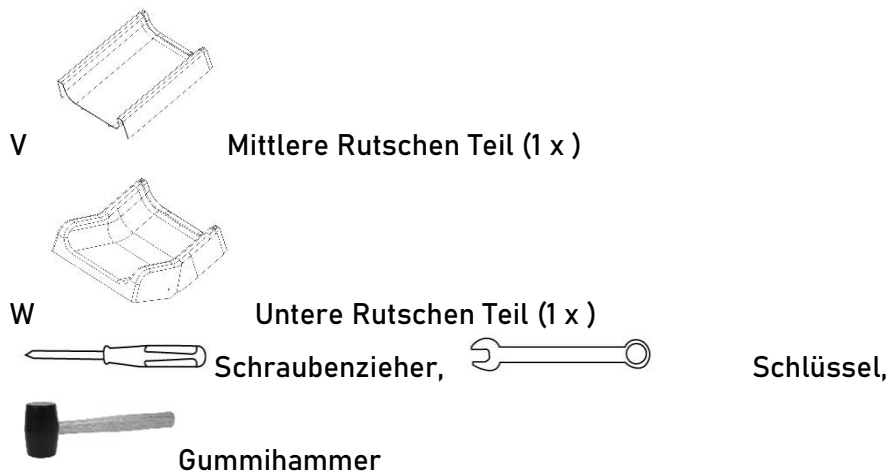 V Mittlere Rutschen Teil (1 x )
W Untere Rutschen Teil (1 x )
Schraubenzieher, Schlüssel,
Gummihammer